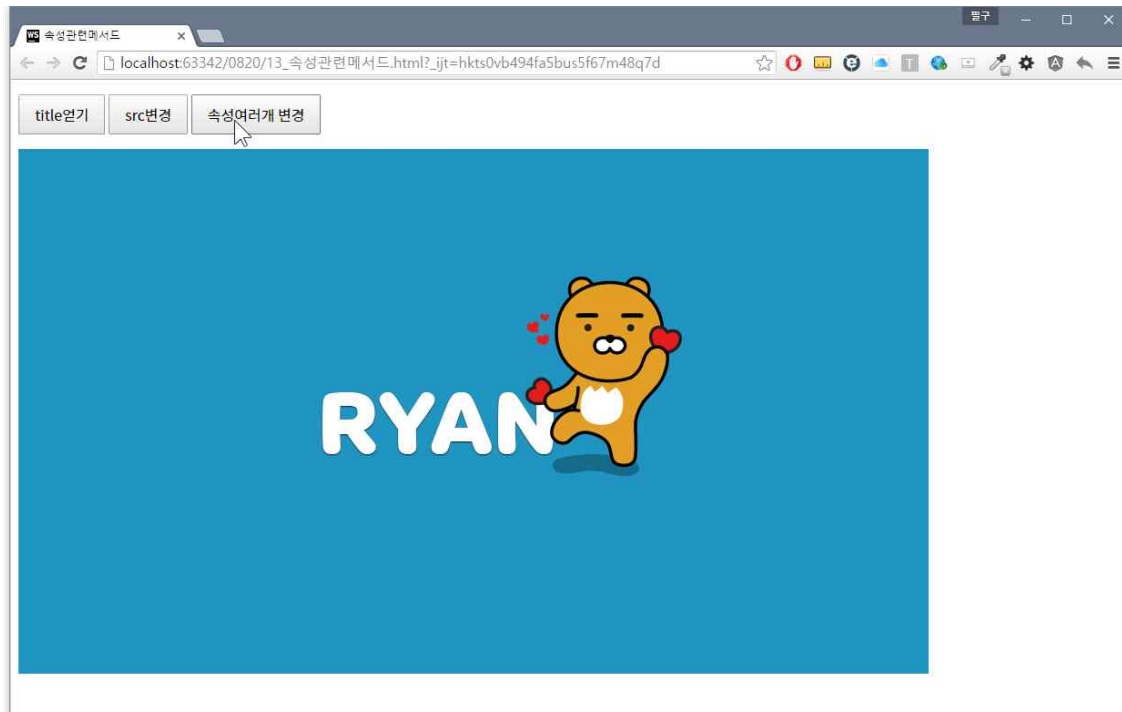 필구
WS 속성관련메서드
localhost:63342/0820/13_속성관련메서드.html?_ijt=hkts0vb494fa5bus5f67m48q7d
title얻기 src변경 속성여러개 변경
RYAN